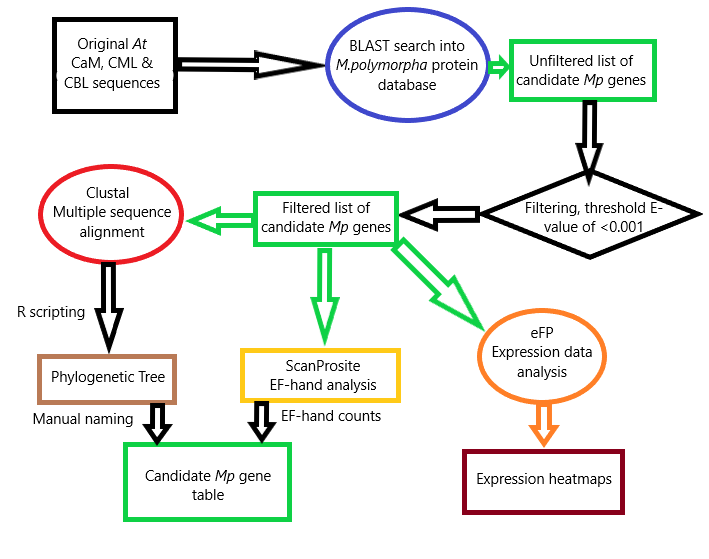 Original At
CaM, CML &
CBL sequences
BLAST search into
M.polymorpha protein
database
Unfiltered list of
candidate Mp genes
Filtering, threshold E-
value of <0.001
Filtered list of
candidate Mp genes
Clustal
Multiple sequence
alignment
R scripting
eFP
Expression data
analysis
Phylogenetic Tree
ScanProsite
EF-hand analysis
Manual naming
EF-hand counts
Candidate Mp gene
table
Expression heatmaps